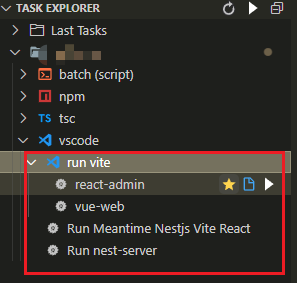 TASK EXPLORER
Last Tasks
batch (script)
npm
TS tsc
vscode
run vite
react-admin
vue-web
Run Meantime Nestjs Vite React
Run nest-server